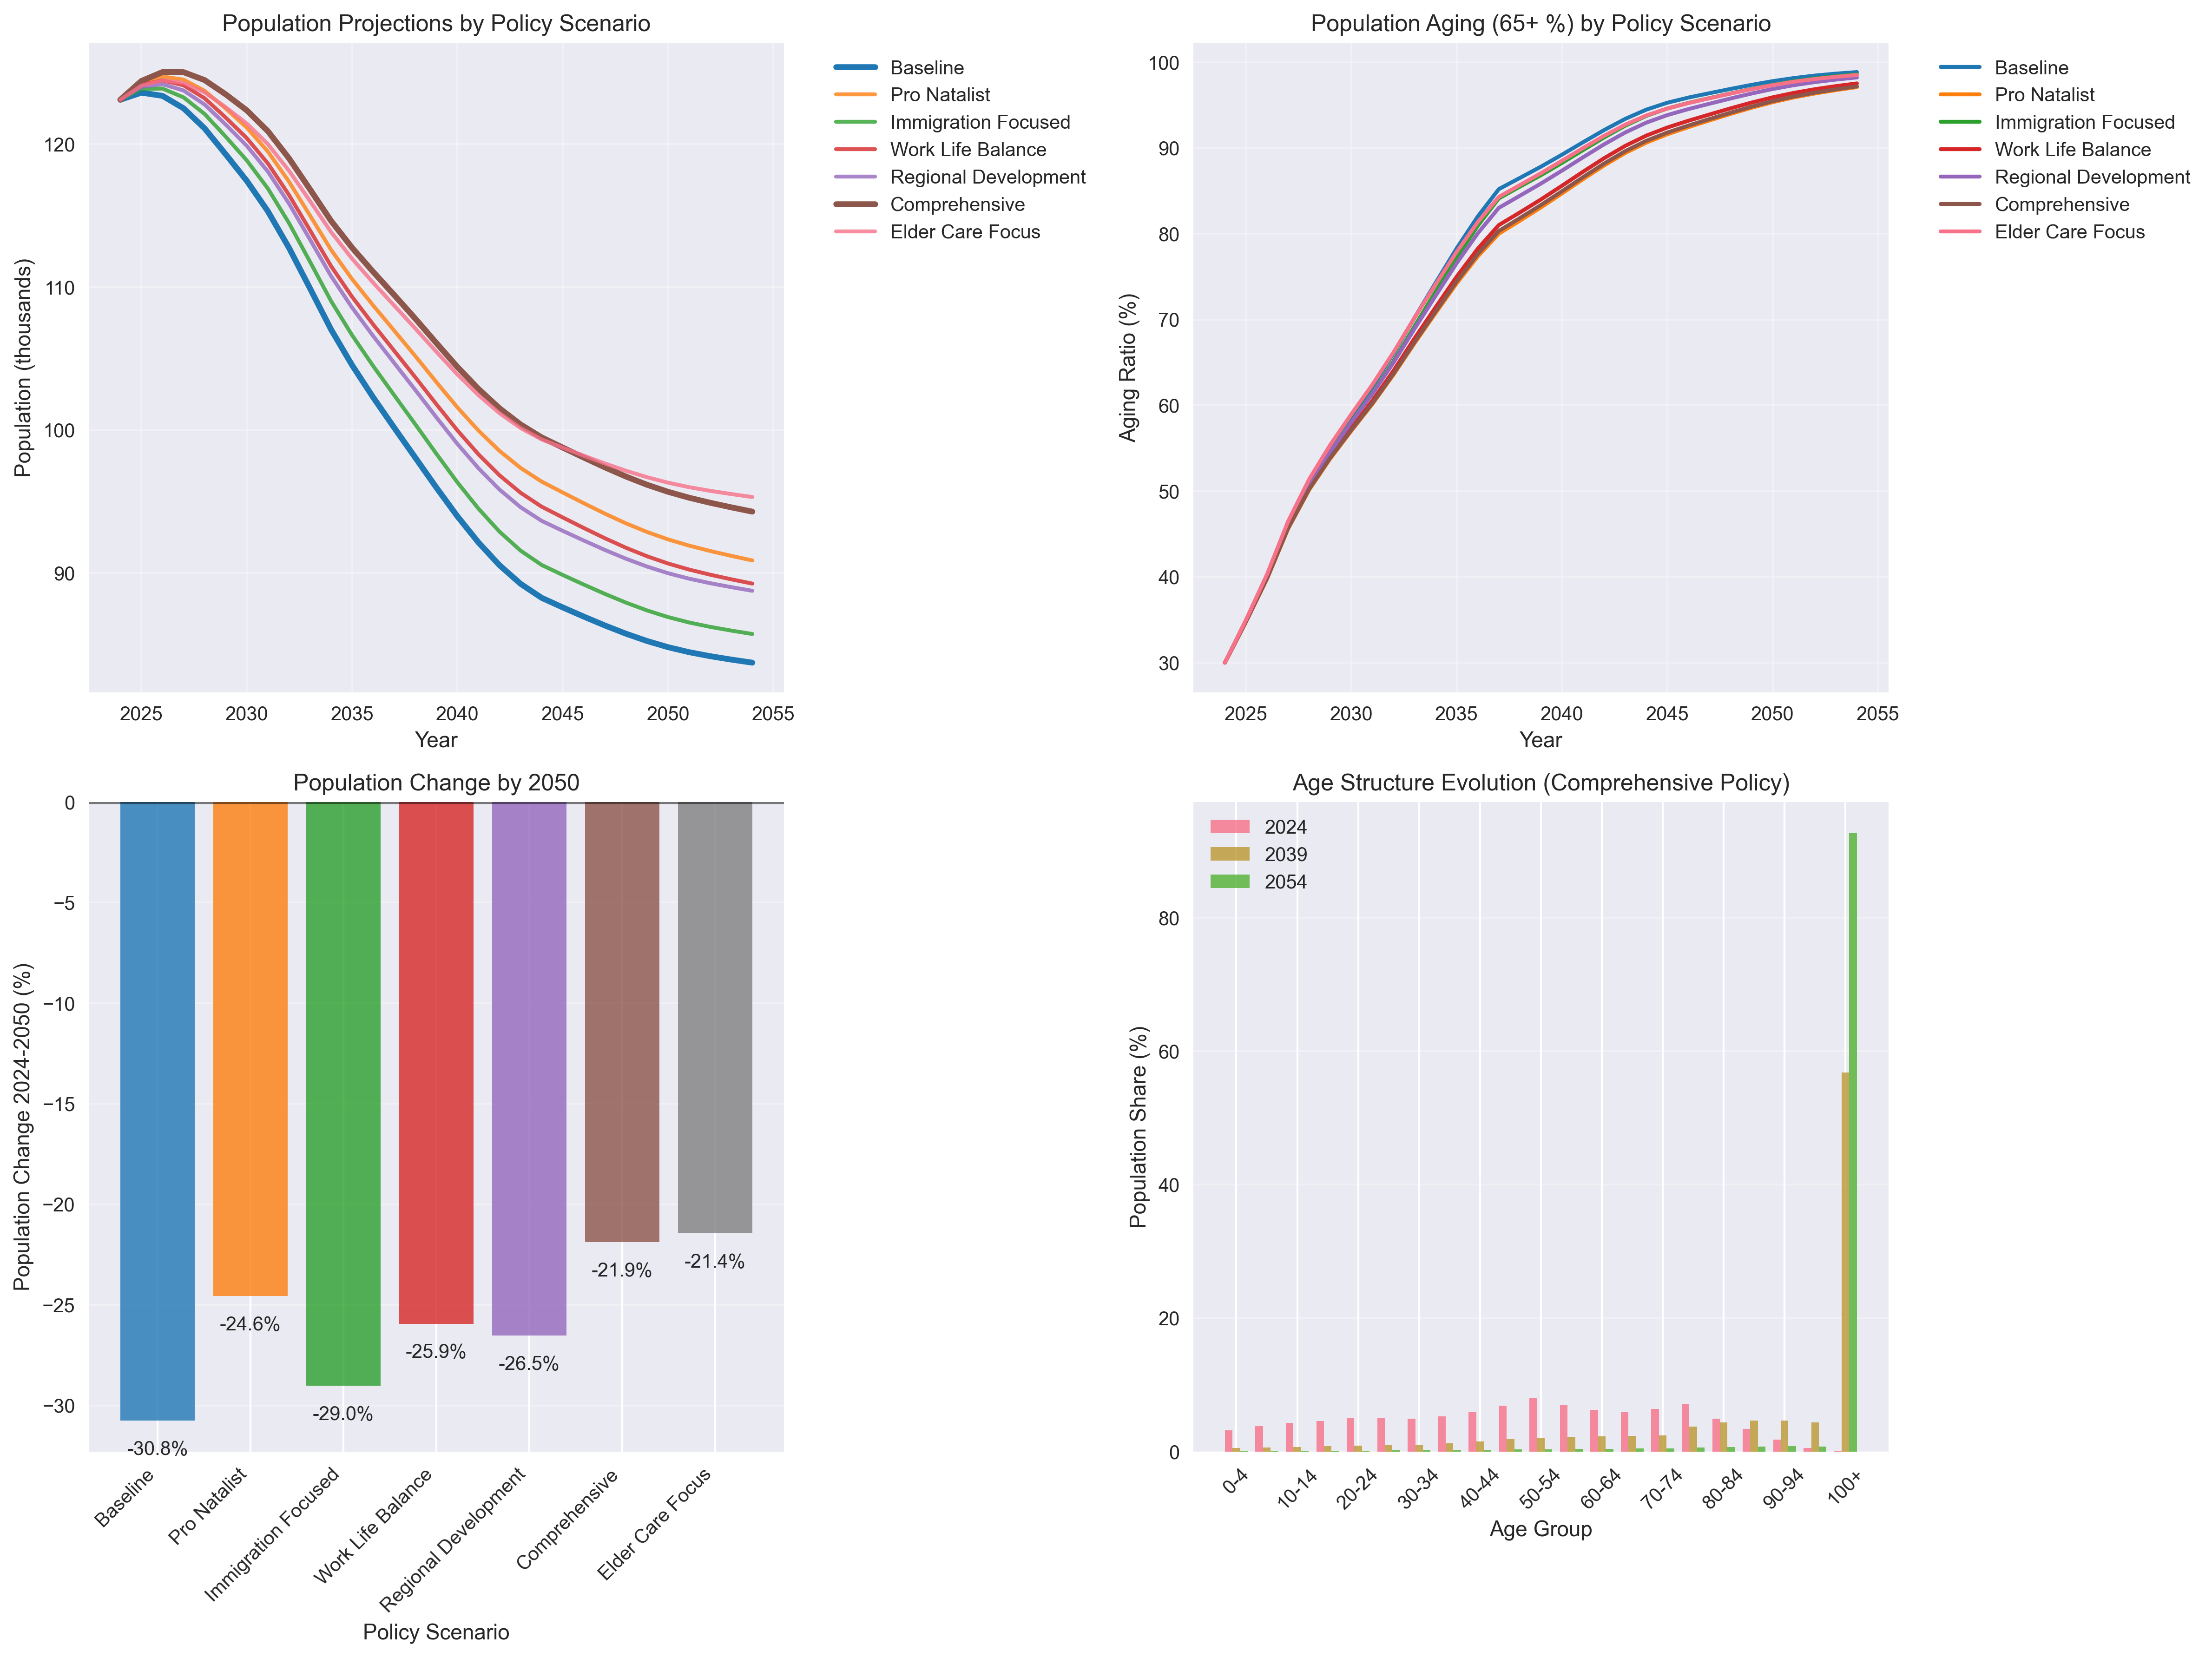 Population Projections by Policy Scenario
Population (thousands)
120
110
100
90
2025 2030 2035 2040 2045 2050 2055
Year
Baseline
Pro Natalist
Immigration Focused
Work Life Balance
Regional Development
Comprehensive
Elder Care Focus
Population Aging (65+ %) by Policy Scenario
Aging Ratio (%)
100
90
80
70
60
50
40
30
2025 2030 2035 2040 2045 2050 2055
Year
Baseline
Pro Natalist
Immigration Focused
Work Life Balance
Regional Development
Comprehensive
Elder Care Focus
Population Change by 2050
Population Change 2024-2050 (%)
0
−5
−10
−15
−20
−25
−30
-30.8%
-24.6%
-29.0%
-25.9%
-26.5%
-21.9%
-21.4%
Baseline
Pro Natalist
Immigration Focused
Work Life Balance
Regional Development
Comprehensive
Elder Care Focus
Policy Scenario
Age Structure Evolution (Comprehensive Policy)
2024
2039
2054
Population Share (%)
80
60
40
20
0
0-4
10-14
20-24
30-34
40-44
50-54
60-64
70-74
80-84
90-94
100+
Age Group